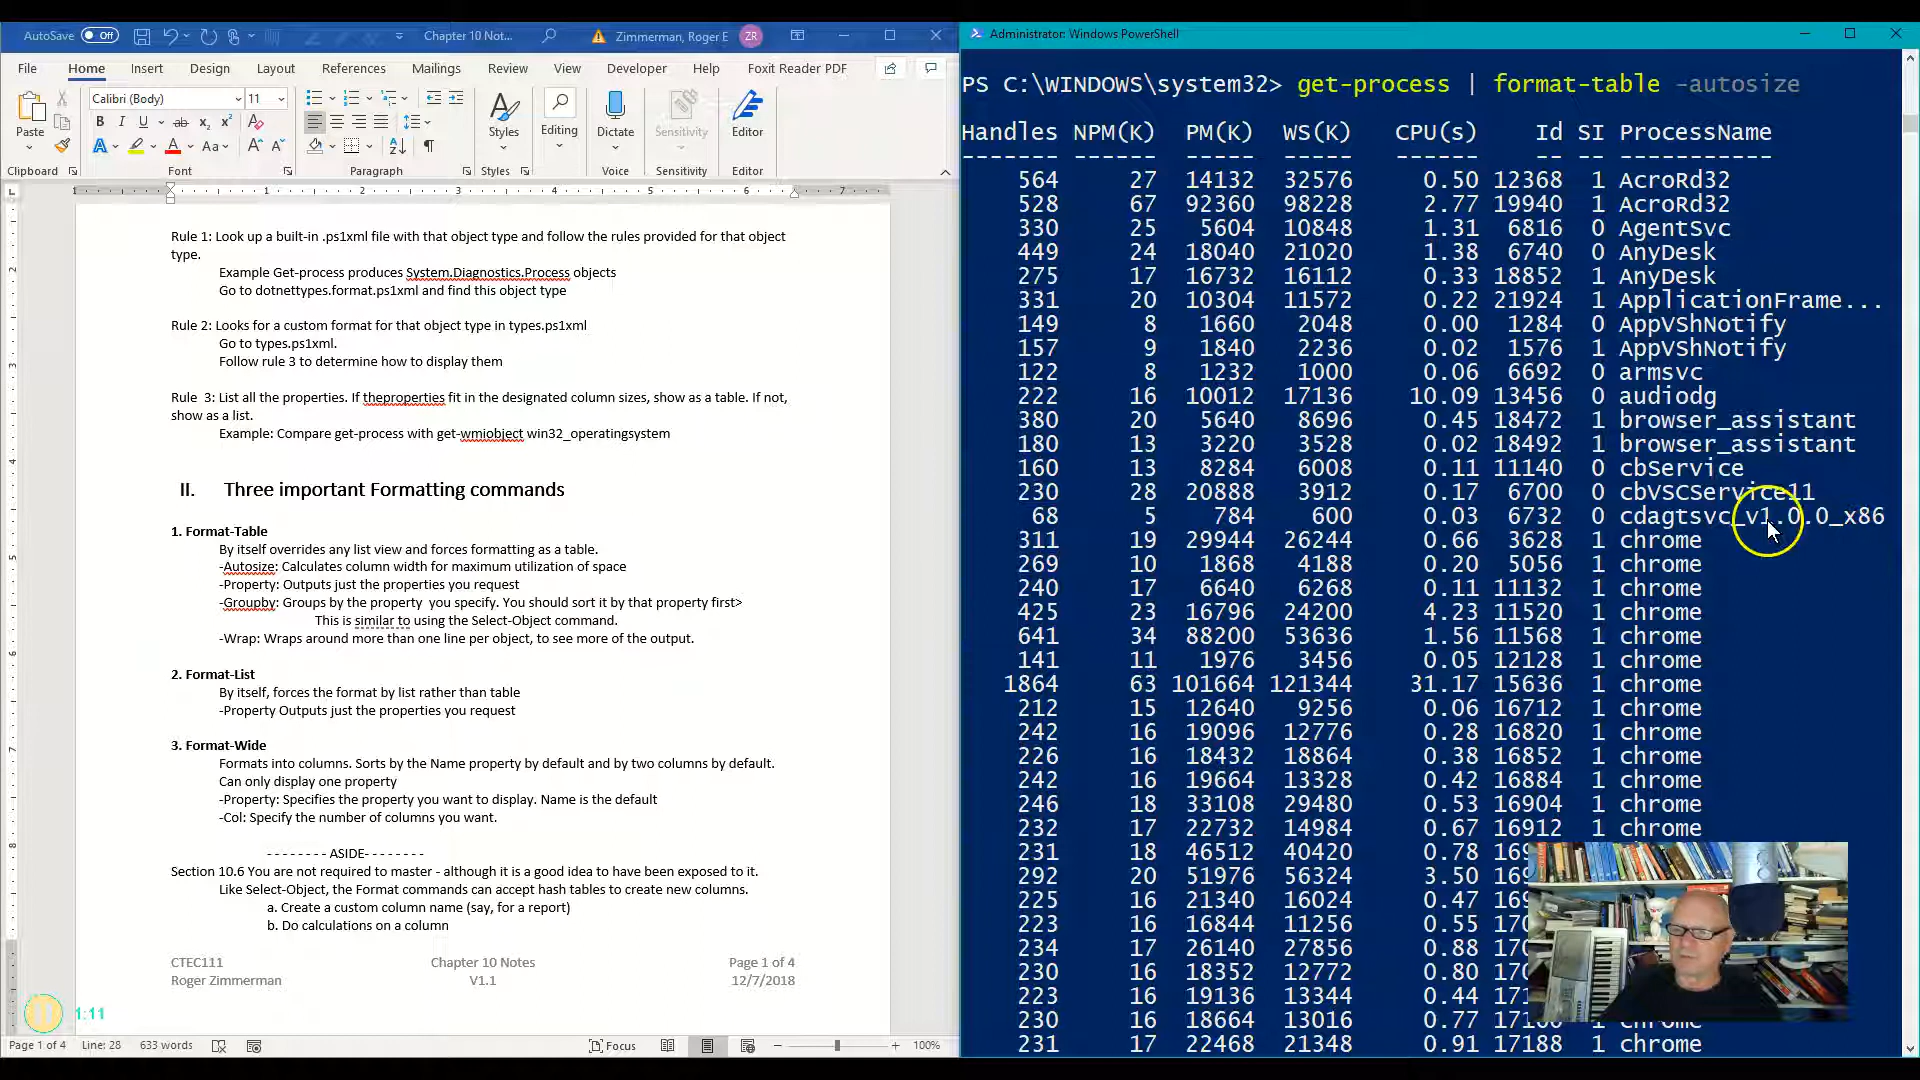 AutoSave Off Chapter 10 Not... Zimmerman, Roger E ZR
File Home Insert Design Layout References Mailings Review View Developer Help Foxit Reader PDF
Calibri (Body) 11
Paste Styles Editing Dictate Sensitivity Editor
Clipboard Font Paragraph Styles Voice Editor
Rule 1: Look up a built-in .ps1xml file with that object type and follow the rules provided for that object
type.
Example Get-process produces System.Diagnostics.Process objects
Go to dotnettypes.format.ps1xml and find this object type
Rule 2: Looks for a custom format for that object type in types.ps1xml
Go to types.ps1xml.
Follow rule 3 to determine how to display them
Rule 3: List all the properties. If theproperties fit in the designated column sizes, show as a table. If not,
show as a list.
Example: Compare get-process with get-wmiobject win32_operatingsystem
II. Three important Formatting commands
1. Format-Table
By itself overrides any list view and forces formatting as a table.
-Autosize: Calculates column width for maximum utilization of space
-Property: Outputs just the properties you request
-Groupby: Groups by the property you specify. You should sort it by that property first>
This is similar to using the Select-Object command.
-Wrap: Wraps around more than one line per object, to see more of the output.
2. Format-List
By itself, forces the format by list rather than table
-Property Outputs just the properties you request
3. Format-Wide
Formats into columns. Sorts by the Name property by default and by two columns by default.
Can only display one property
-Property: Specifies the property you want to display. Name is the default
-Col: Specify the number of columns you want.
- - - - - - - - ASIDE- - - - - - - -
Section 10.6 You are not required to master - although it is a good idea to have been exposed to it.
Like Select-Object, the Format commands can accept hash tables to create new columns.
a. Create a custom column name (say, for a report)
b. Do calculations on a column
CTEC111 Chapter 10 Notes Page 1 of 4
Roger Zimmerman V1.1 12/7/2018
1:11
Page 1 of 4 Line: 28 633 words Focus 100%
Administrator: Windows PowerShell
PS C:\WINDOWS\system32> get-process | format-table -autosize
Handles NPM(K) PM(K) WS(K) CPU(s) Id SI ProcessName
------- ------ ----- ----- ------ -- -- -----------
564 27 14132 32576 0.50 12368 1 AcroRd32
528 67 92360 98228 2.77 19940 1 AcroRd32
330 25 5604 10848 1.31 6816 0 AgentSvc
449 24 18040 21020 1.38 6740 0 AnyDesk
275 17 16732 16112 0.33 18852 1 AnyDesk
331 20 10304 11572 0.22 21924 1 ApplicationFrame...
149 8 1660 2048 0.00 1284 0 AppVShNotify
157 9 1840 2236 0.02 1576 1 AppVShNotify
122 8 1232 1000 0.06 6692 0 armsvc
222 16 10012 17136 10.09 13456 0 audiodg
380 20 5640 8696 0.45 18472 1 browser_assistant
180 13 3220 3528 0.02 18492 1 browser_assistant
160 13 8284 6008 0.11 11140 0 cbService
230 28 20888 3912 0.17 6700 0 cbVSCService11
68 5 784 600 0.03 6732 0 cdagtsvc_v1.0.0_x86
311 19 29944 26244 0.66 3628 1 chrome
269 10 1868 4188 0.20 5056 1 chrome
240 17 6640 6268 0.11 11132 1 chrome
425 23 16796 24200 4.23 11520 1 chrome
641 34 88200 53636 1.56 11568 1 chrome
141 11 1976 3456 0.05 12128 1 chrome
1864 63 101664 121344 31.17 15636 1 chrome
212 15 12640 9256 0.06 16712 1 chrome
242 16 19096 12776 0.28 16820 1 chrome
226 16 18432 18864 0.38 16852 1 chrome
242 16 19664 13328 0.42 16884 1 chrome
246 18 33108 29480 0.53 16904 1 chrome
232 17 22732 14984 0.67 16912 1 chrome
231 18 46512 40420 0.78
292 20 51976 56324 3.50
225 16 21340 16024 0.47
223 16 16844 11256 0.55
234 17 26140 27856 0.88
230 16 18352 12772 0.80
223 16 19136 13344 0.44
230 16 18664 13016 0.77 chrome
231 17 22468 21348 0.91 17188 1 chrome